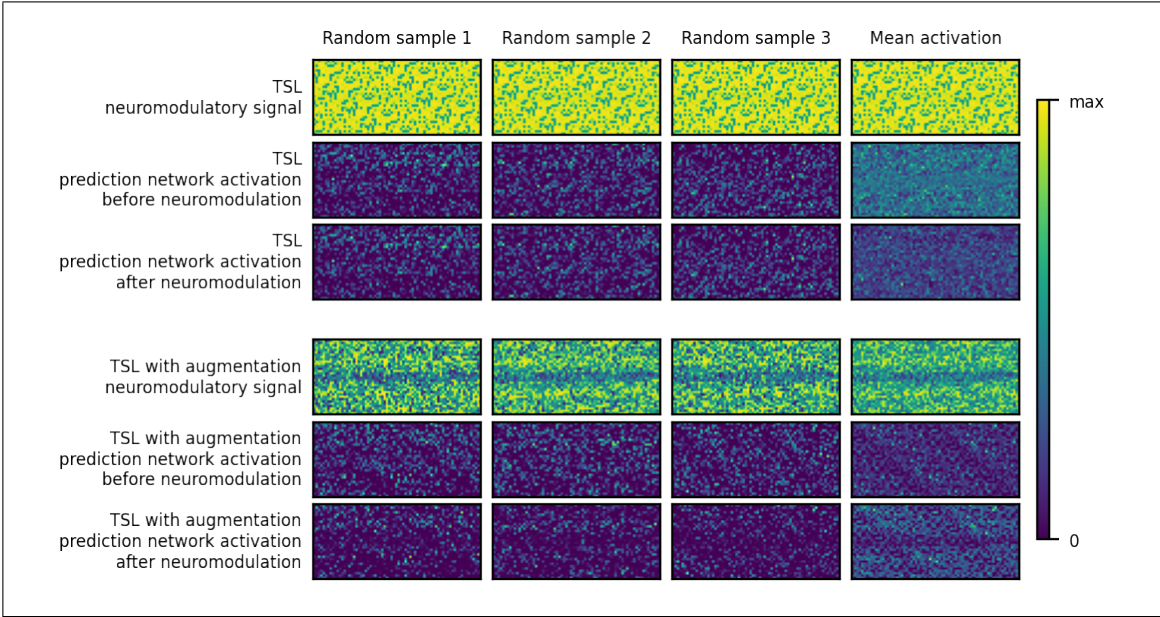 Random sample 1
Random sample 2
Random sample 3
Mean activation
TSL
neuromodulatory signal
max
TSL
prediction network activation
before neuromodulation
TSL
prediction network activation
after neuromodulation
TSL with augmentation
neuromodulatory signal
TSL with augmentation
prediction network activation
before neuromodulation
TSL with augmentation
prediction network activation
after neuromodulation
0